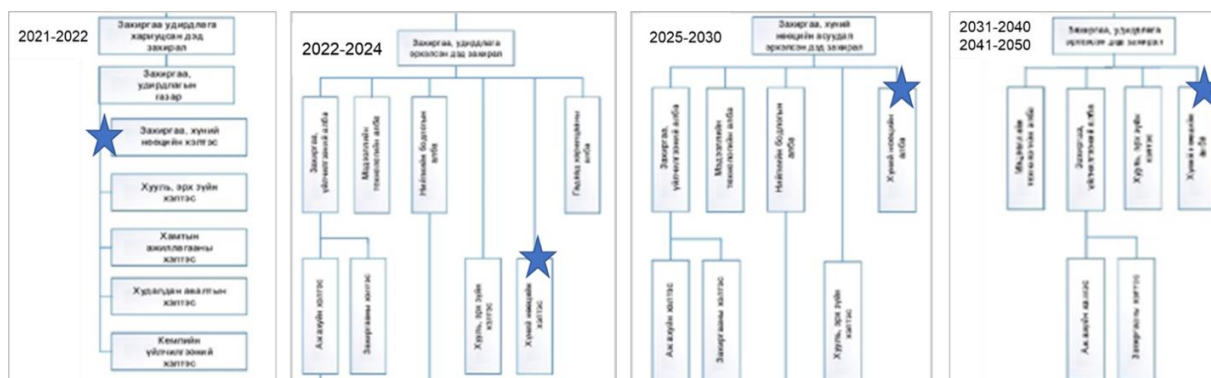 2021-2022
Захиргаа удирдлага
хариуцсан дэд
захирал
Захиргаа,
удирдлагын
газар
Захиргаа, хүний
нөөцийн хэлтэс
Хууль, эрх зүйн
хэлтэс
Хамтын
ажиллагааны
хэлтэс
Худалдан авалтын
хэлтэс
Кемпийн
үйлчилгээний
хэлтэс
2022-2024
Захиргаа, удирдлага
эрхэлсэн дэд захирал
Захиргаа,
үйлчилгээний алба
Мэдээллийн
технологийн алба
Нийгмийн бодлогын
алба
Гадаад харилцааны
алба
Аж ахуйн хэлтэс
Захиргааны хэлтэс
Хууль, эрх зүйн
хэлтэс
Хүний нөөцийн
хэлтэс
2025-2030
Захиргаа, хүний
нөөцийн асуудал
эрхэлсэн дэд захирал
Захиргаа,
үйлчилгээний алба
Мэдээллийн
технологийн алба
Нийгмийн бодлогын
алба
Хүний нөөцийн
алба
Аж ахуйн хэлтэс
Захиргааны хэлтэс
Хууль, эрх зүйн
хэлтэс
2031-2040
2041-2050
Захиргаа, удирдлага
эрхэлсэн дэд захирал
Мэдээллийн
технологийн алба
Захиргаа,
үйлчилгээний алба
Хууль, эрх зүйн
хэлтэс
Хүний нөөцийн
алба
Аж ахуйн хэлтэс
Захиргааны хэлтэс